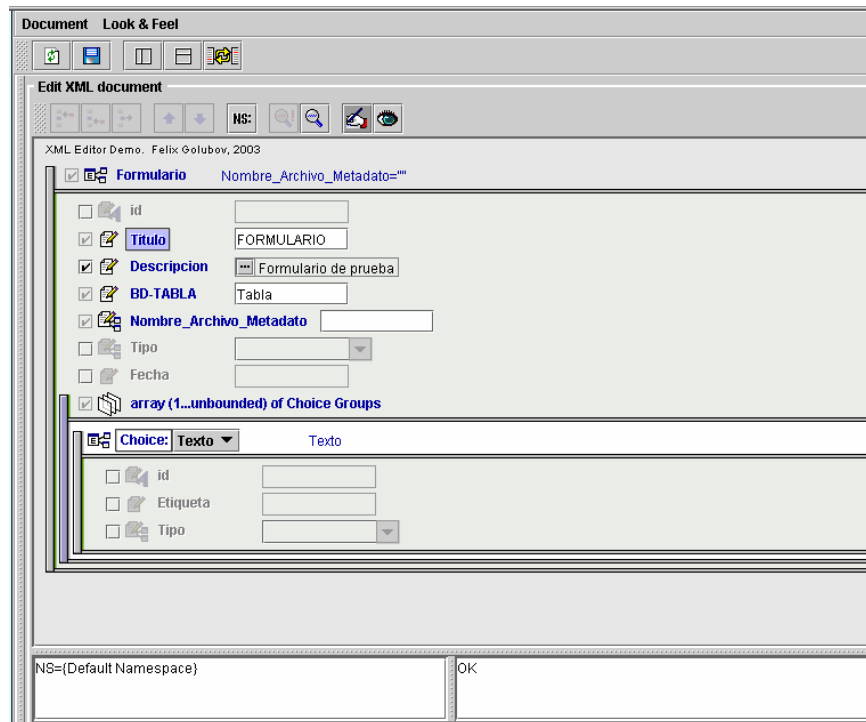 Document Look & Feel
Edit XML document
NS:
XML Editor Demo. Felix Golubov, 2003
Formulario Nombre_Archivo_Metadato=""
id
Titulo FORMULARIO
Descripcion ... Formulario de prueba
BD-TABLA Tabla
Nombre_Archivo_Metadato
Tipo
Fecha
array (1...unbounded) of Choice Groups
Choice: Texto Texto
id
Etiqueta
Tipo
NS={Default Namespace} OK